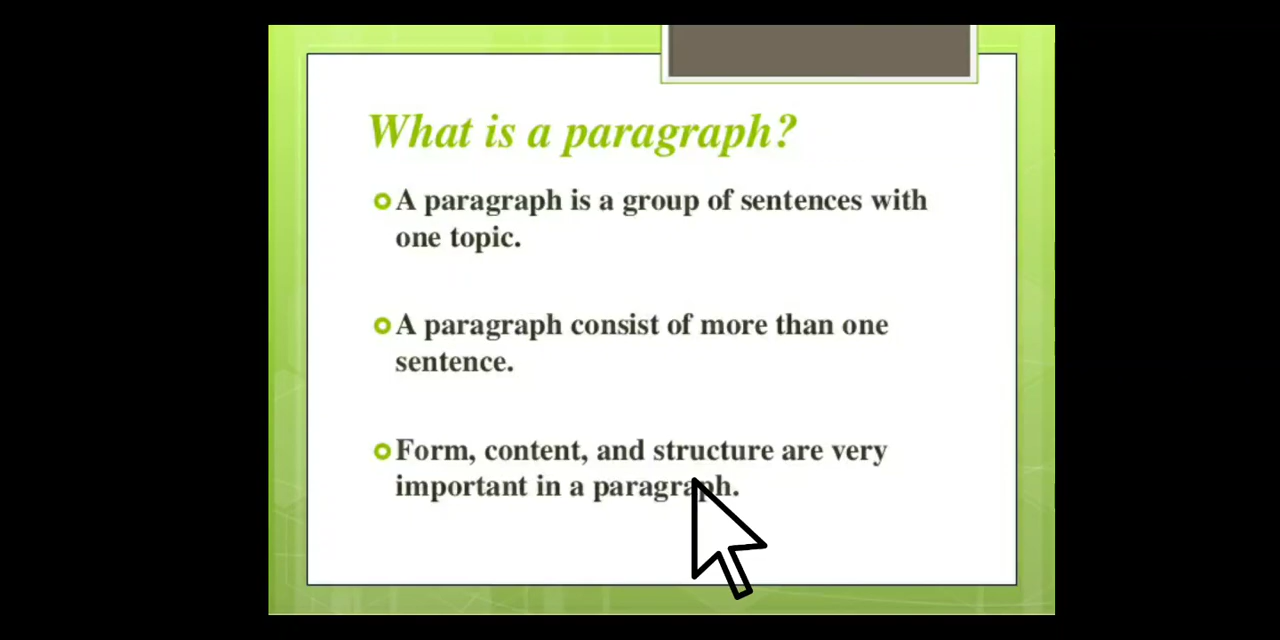 What is a paragraph?
A paragraph is a group of sentences with
one topic.
A paragraph consist of more than one
sentence.
Form, content, and structure are very
important in a paragraph.